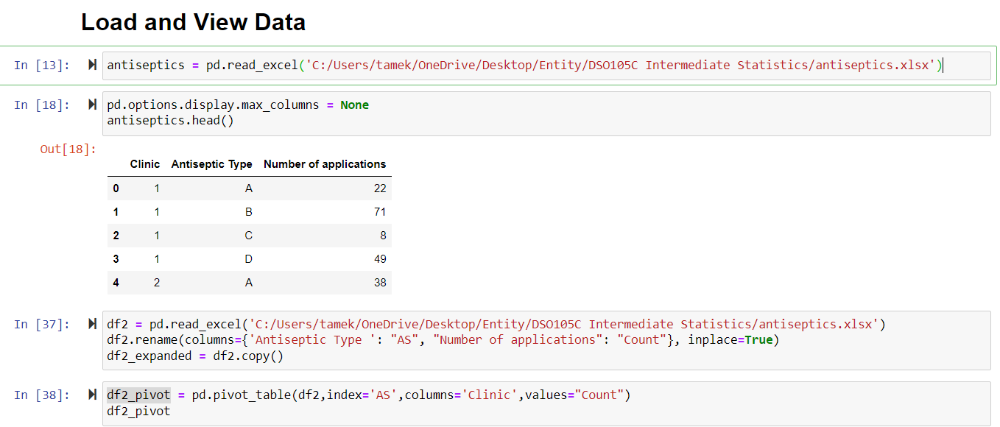 Load and View Data
In [13]: antiseptics = pd.read_excel('C:/Users/tamek/OneDrive/Desktop/Entity/DSO105C Intermediate Statistics/antiseptics.xlsx')
In [18]: pd.options.display.max_columns = None
antiseptics.head()
Out[18]:
Clinic Antiseptic Type Number of applications
0 1 A 22
1 1 B 71
2 1 C 8
3 1 D 49
4 2 A 38
In [37]: df2 = pd.read_excel('C:/Users/tamek/OneDrive/Desktop/Entity/DSO105C Intermediate Statistics/antiseptics.xlsx')
df2.rename(columns={'Antiseptic Type ': "AS", "Number of applications": "Count"}, inplace=True)
df2_expanded = df2.copy()
In [38]: df2_pivot = pd.pivot_table(df2,index='AS',columns='Clinic',values="Count")
df2_pivot